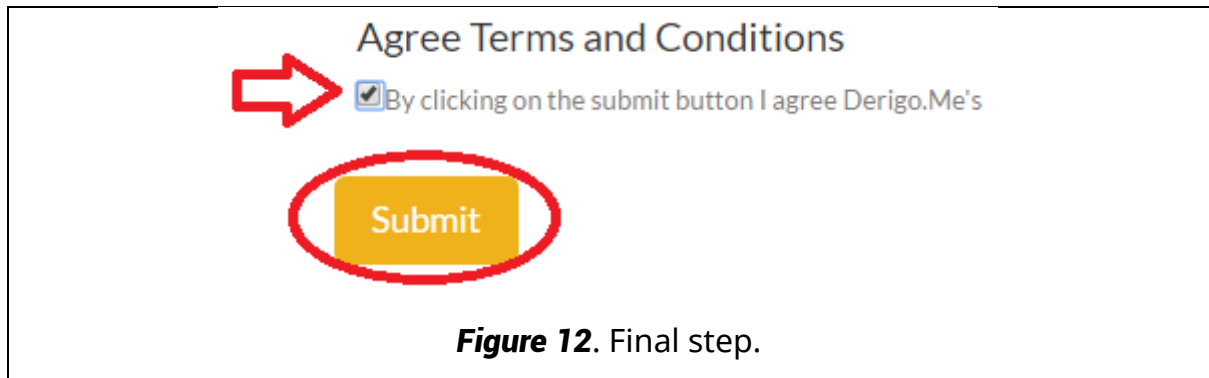 Agree Terms and Conditions
By clicking on the submit button I agree Derigo.Me's
Submit
Figure 12. Final step.